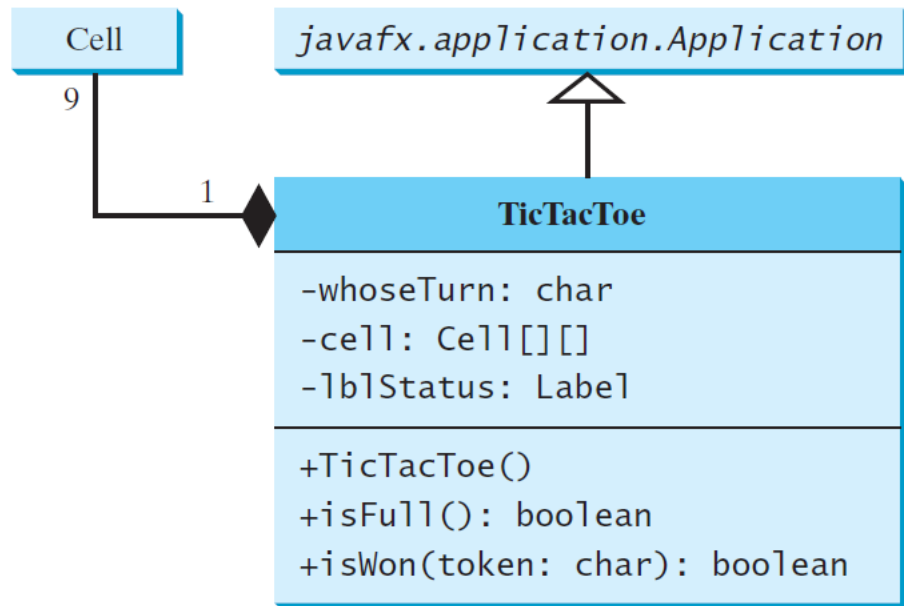 Cell
javafx.application.Application
9
1
TicTacToe
-whoseTurn: char
-cell: Cell[][]
-lblStatus: Label
+TicTacToe()
+isFull(): boolean
+isWon(token: char): boolean